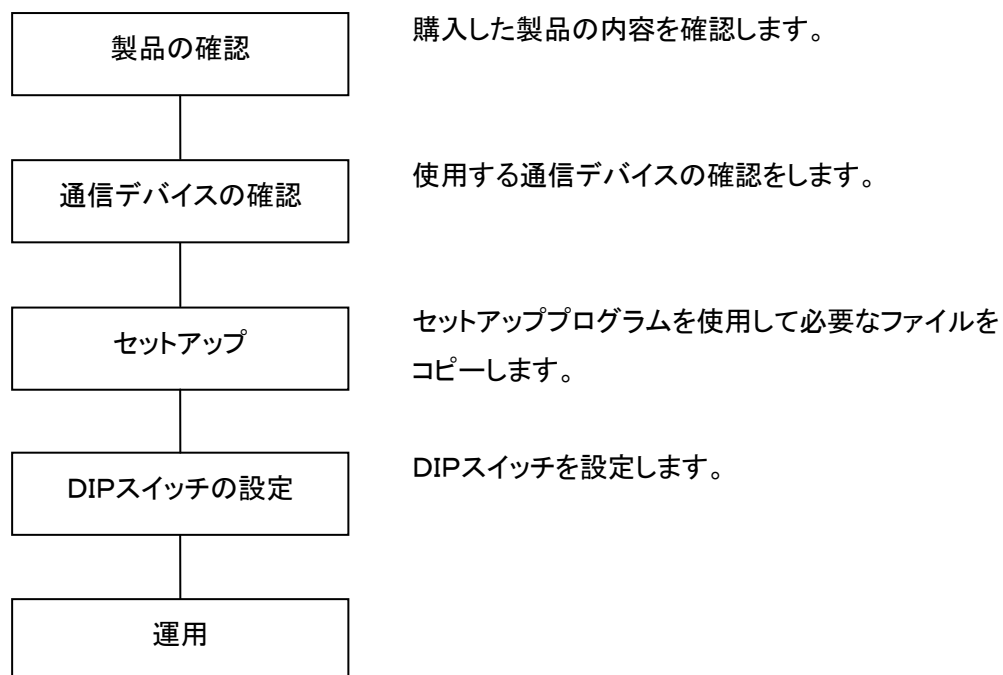 製品の確認
購入した製品の内容を確認します。
通信デバイスの確認
使用する通信デバイスの確認をします。
セットアップ
セットアッププログラムを使用して必要なファイルを
コピーします。
DIPスイッチの設定
DIPスイッチを設定します。
運用